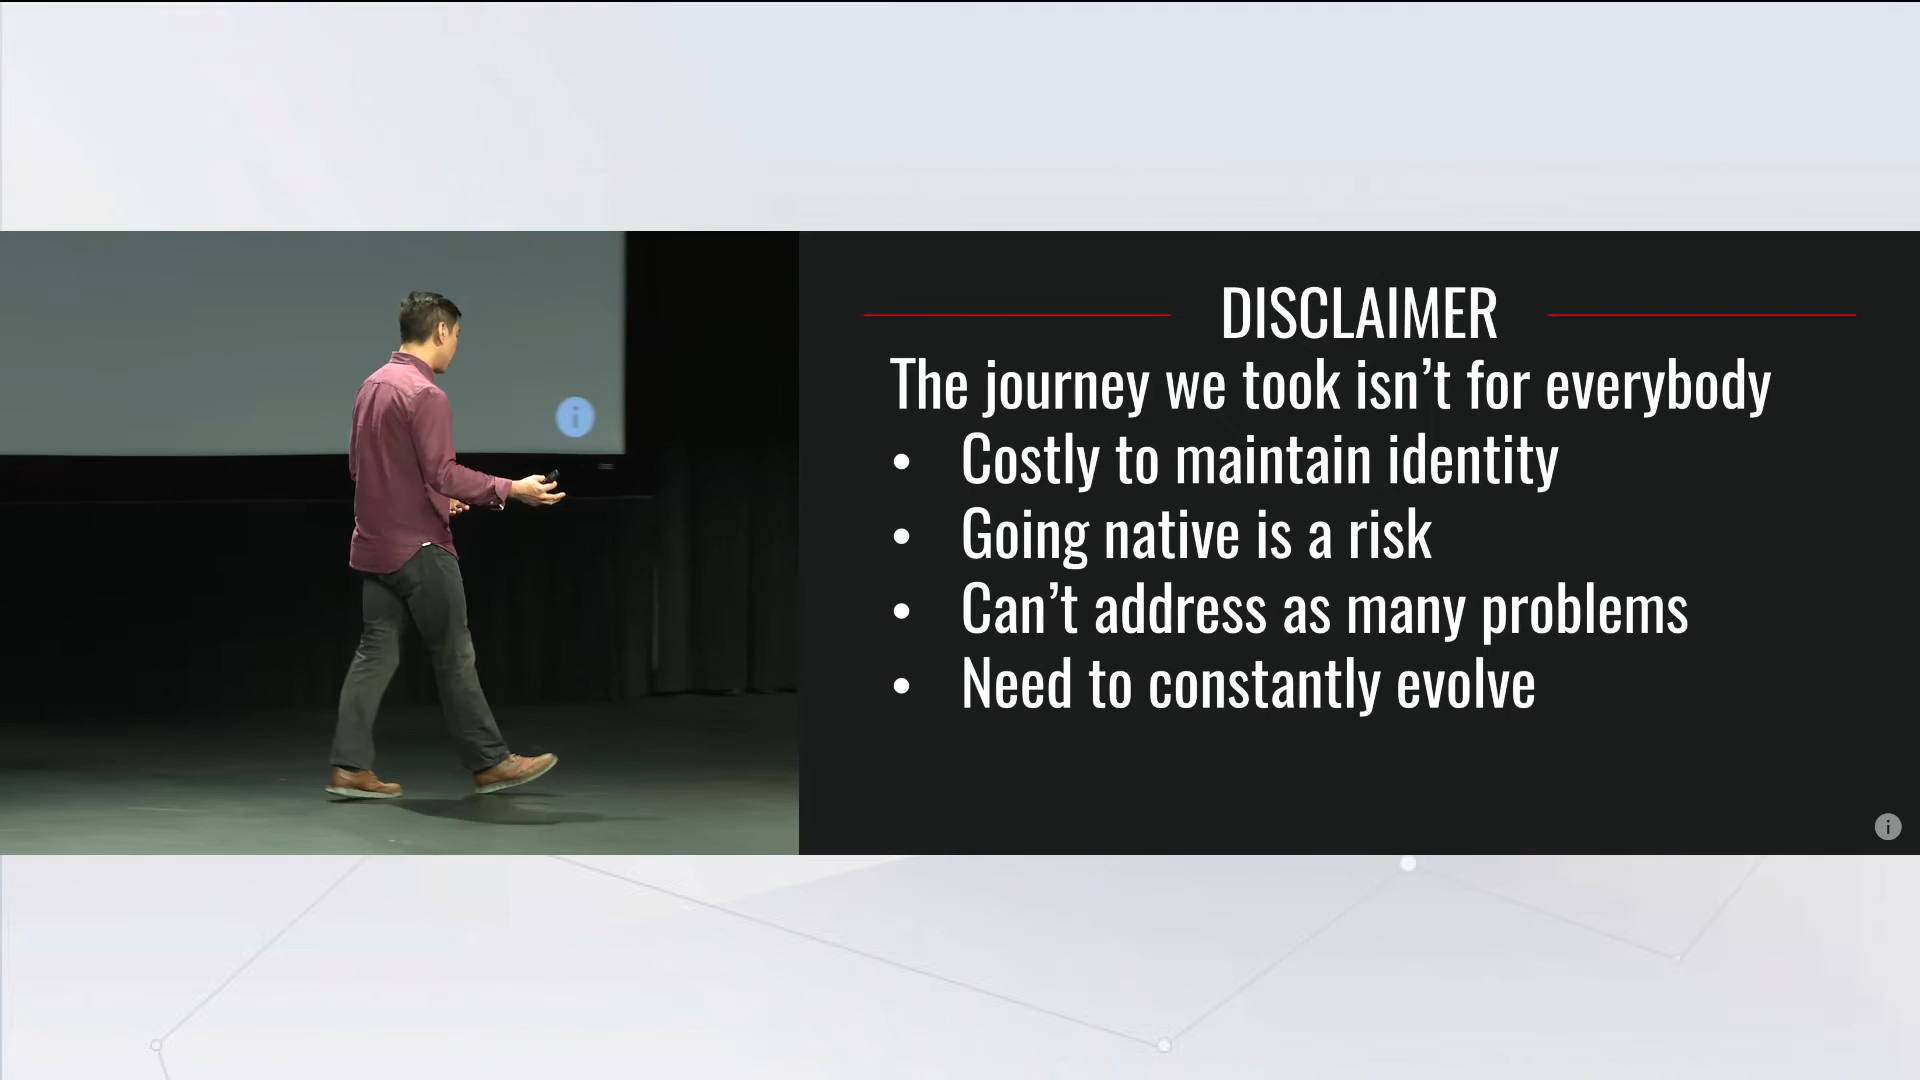 DISCLAIMER
The journey we took isn’t for everybody
• Costly to maintain identity
• Going native is a risk
• Can’t address as many problems
• Need to constantly evolve